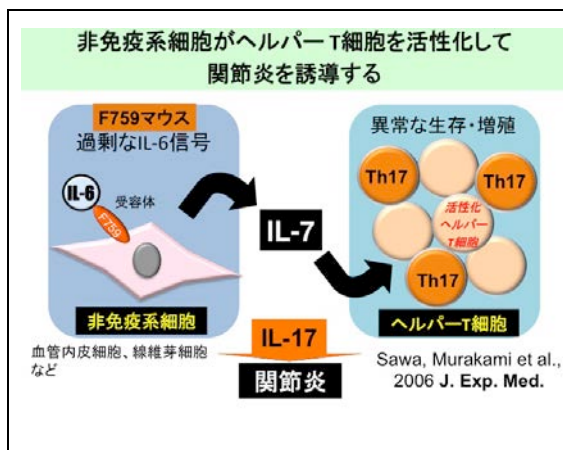 非免疫系細胞がヘルパーT細胞を活性化して
関節炎を誘導する
F759マウス
過剰なIL-6信号
IL-6
受容体
F759
非免疫系細胞
血管内皮細胞、線維芽細胞
など
IL-7
異常な生存・増殖
Th17
Th17
活性化
ヘルパー
T細胞
Th17
ヘルパーT細胞
IL-17
関節炎
Sawa, Murakami et al.,
2006 J. Exp. Med.